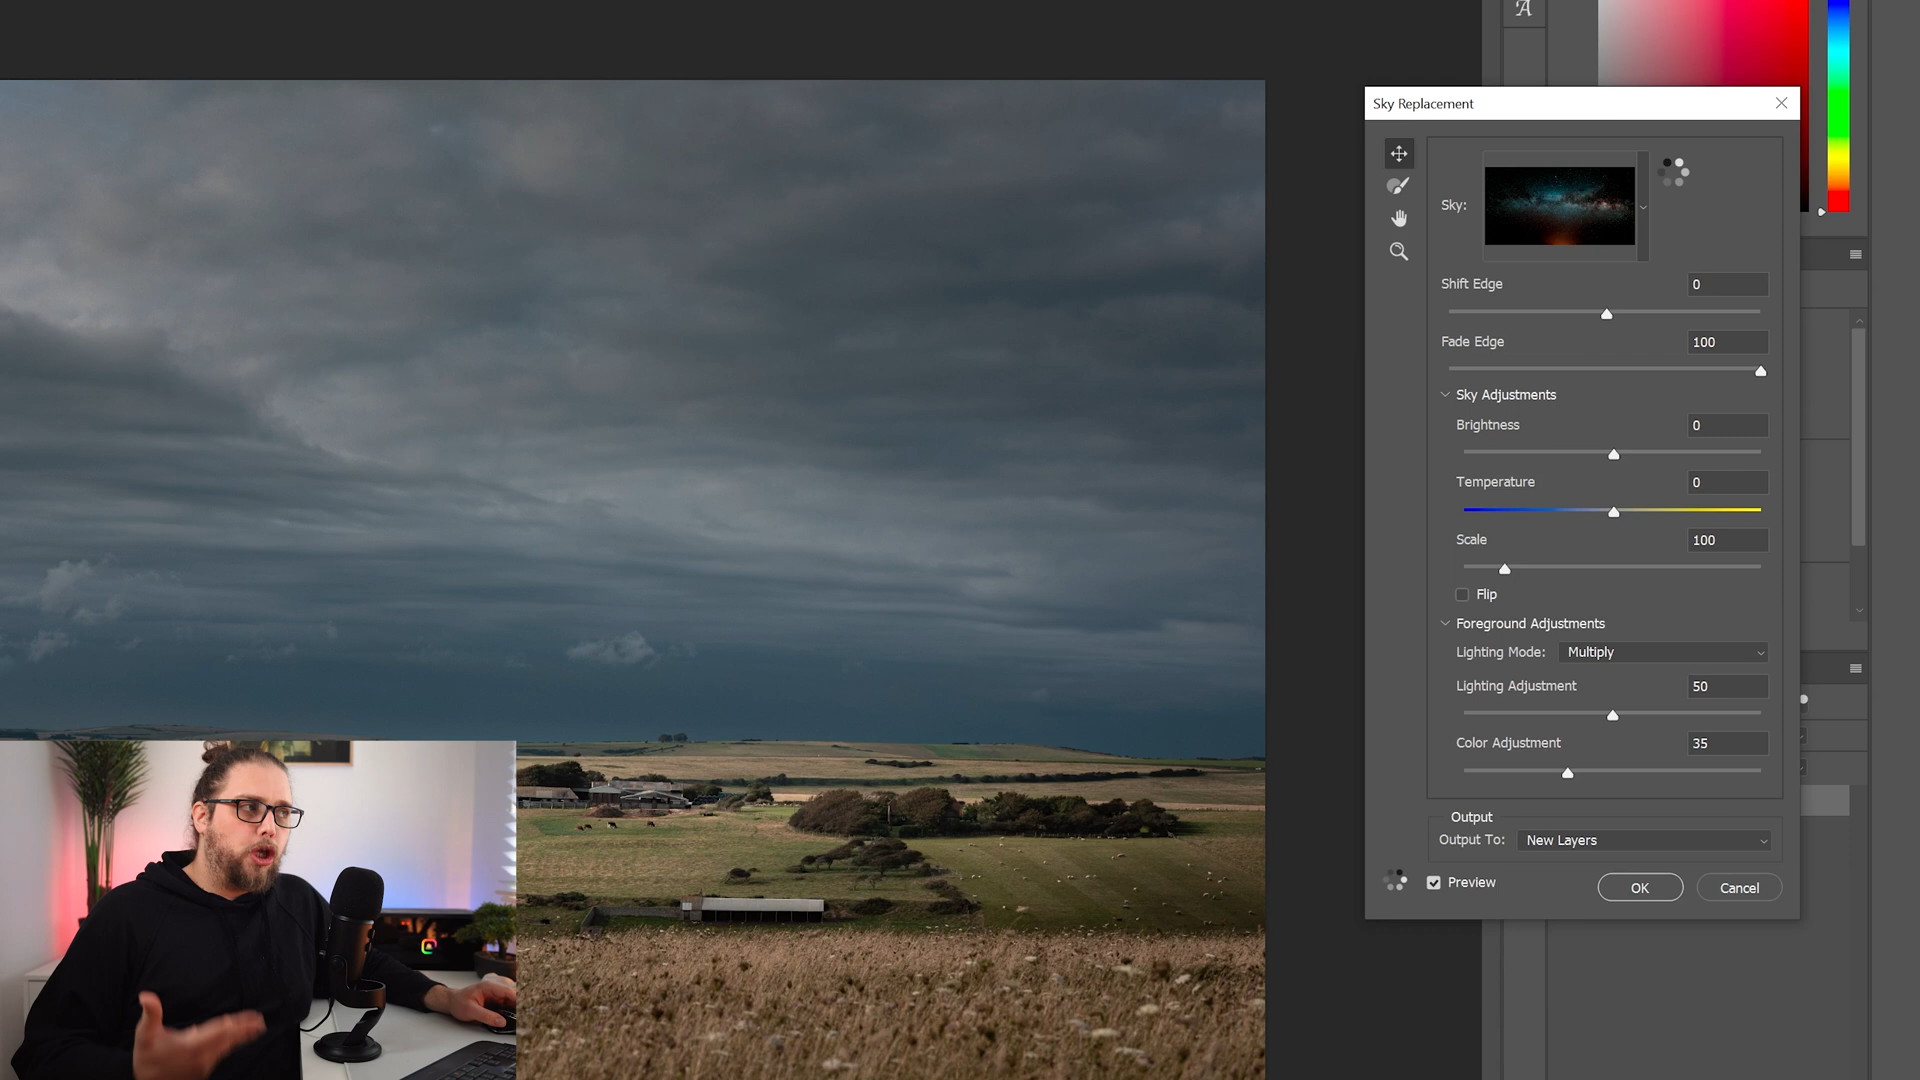 A
Sky Replacement
Sky:
Shift Edge 0
Fade Edge 100
Sky Adjustments
Brightness 0
Temperature 0
Scale 100
Flip
Foreground Adjustments
Lighting Mode: Multiply
Lighting Adjustment 50
Color Adjustment 35
Output
Output To: New Layers
Preview OK Cancel